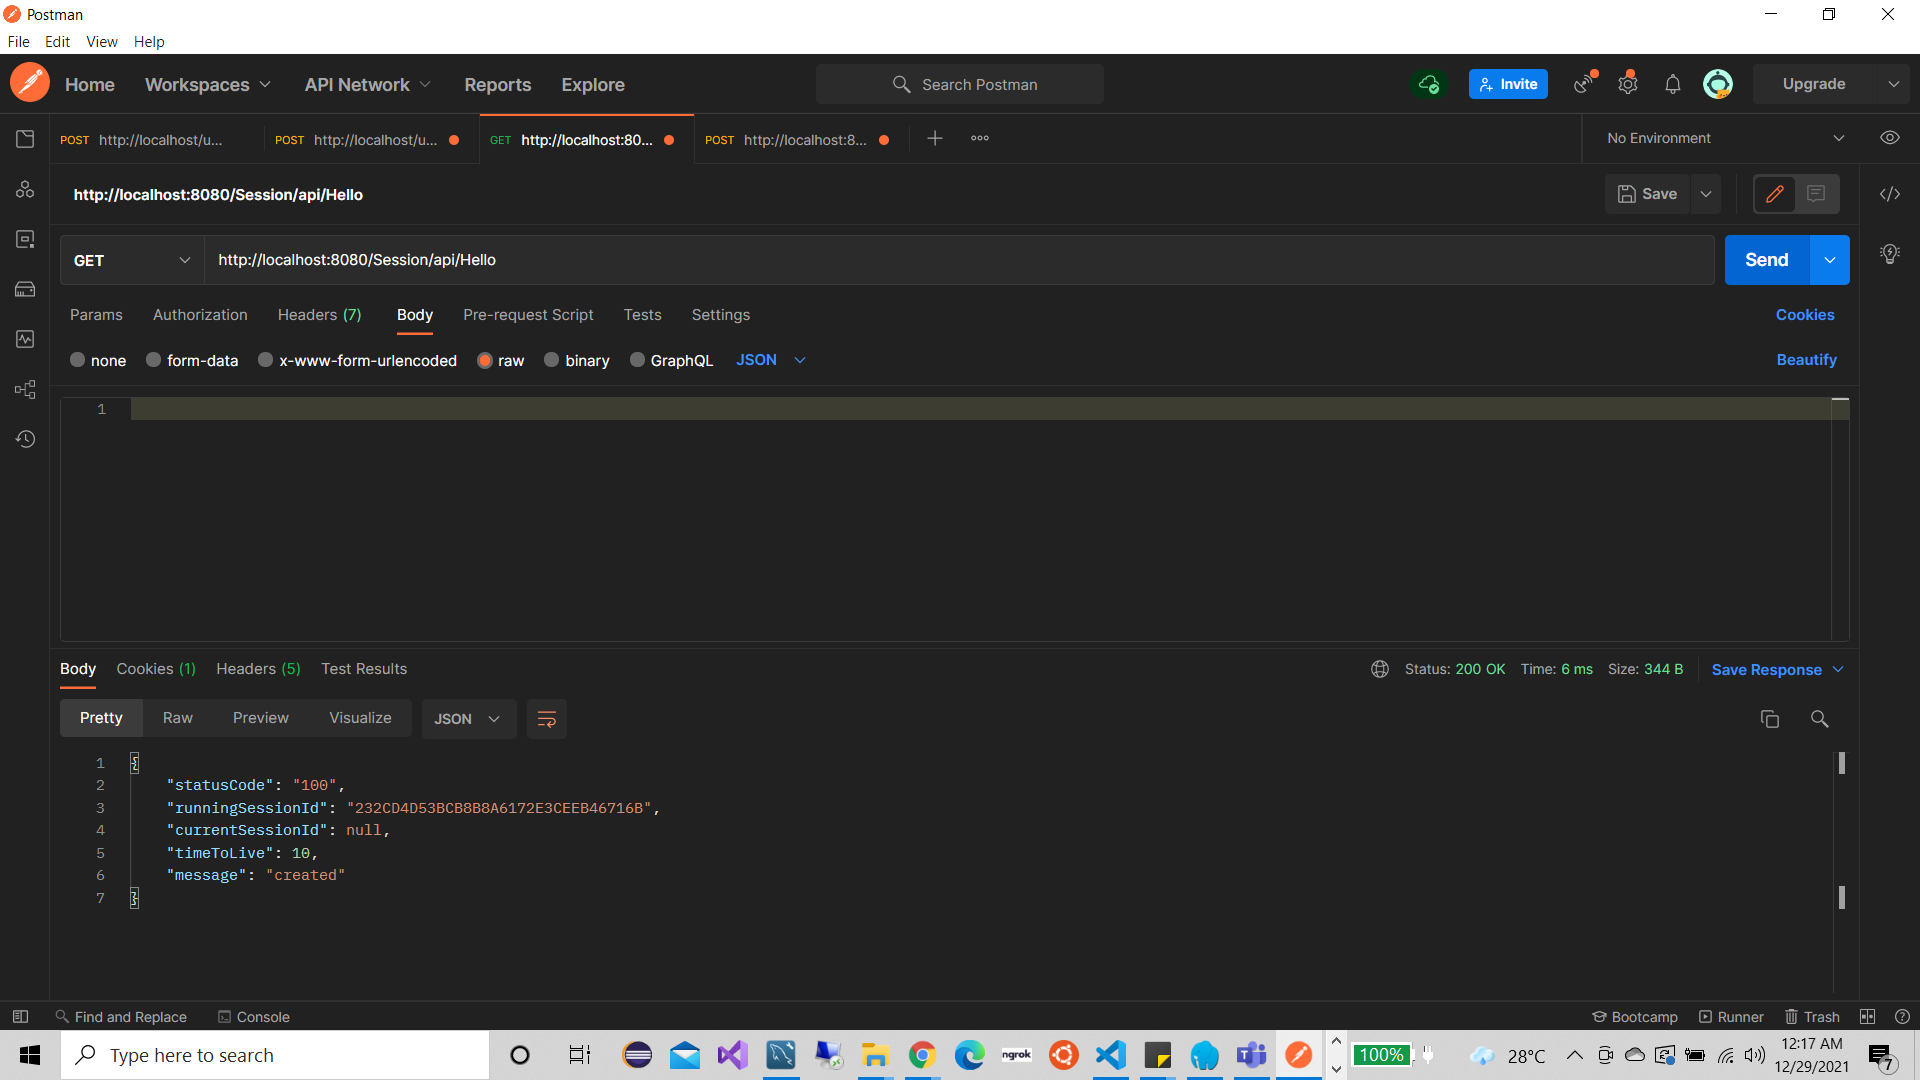 Postman
File Edit View Help
Home Workspaces API Network Reports Explore Search Postman Invite Upgrade
POST http://localhost/u... POST http://localhost/u... GET http://localhost:80... POST http://localhost:8... No Environment
http://localhost:8080/Session/api/Hello Save
GET http://localhost:8080/Session/api/Hello Send
Params Authorization Headers (7) Body Pre-request Script Tests Settings Cookies
none form-data x-www-form-urlencoded raw binary GraphQL JSON Beautify
1
Body Cookies (1) Headers (5) Test Results Status: 200 OK Time: 6 ms Size: 344 B Save Response
Pretty Raw Preview Visualize JSON
1 {
2 "statusCode": "100",
3 "runningSessionId": "232CD4D53BCB8B8A6172E3CEEB46716B",
4 "currentSessionId": null,
5 "timeToLive": 10,
6 "message": "created"
7 }
Find and Replace Console Bootcamp Runner Trash
Type here to search ngrok 100% 28°C 12:17 AM
12/29/2021 7